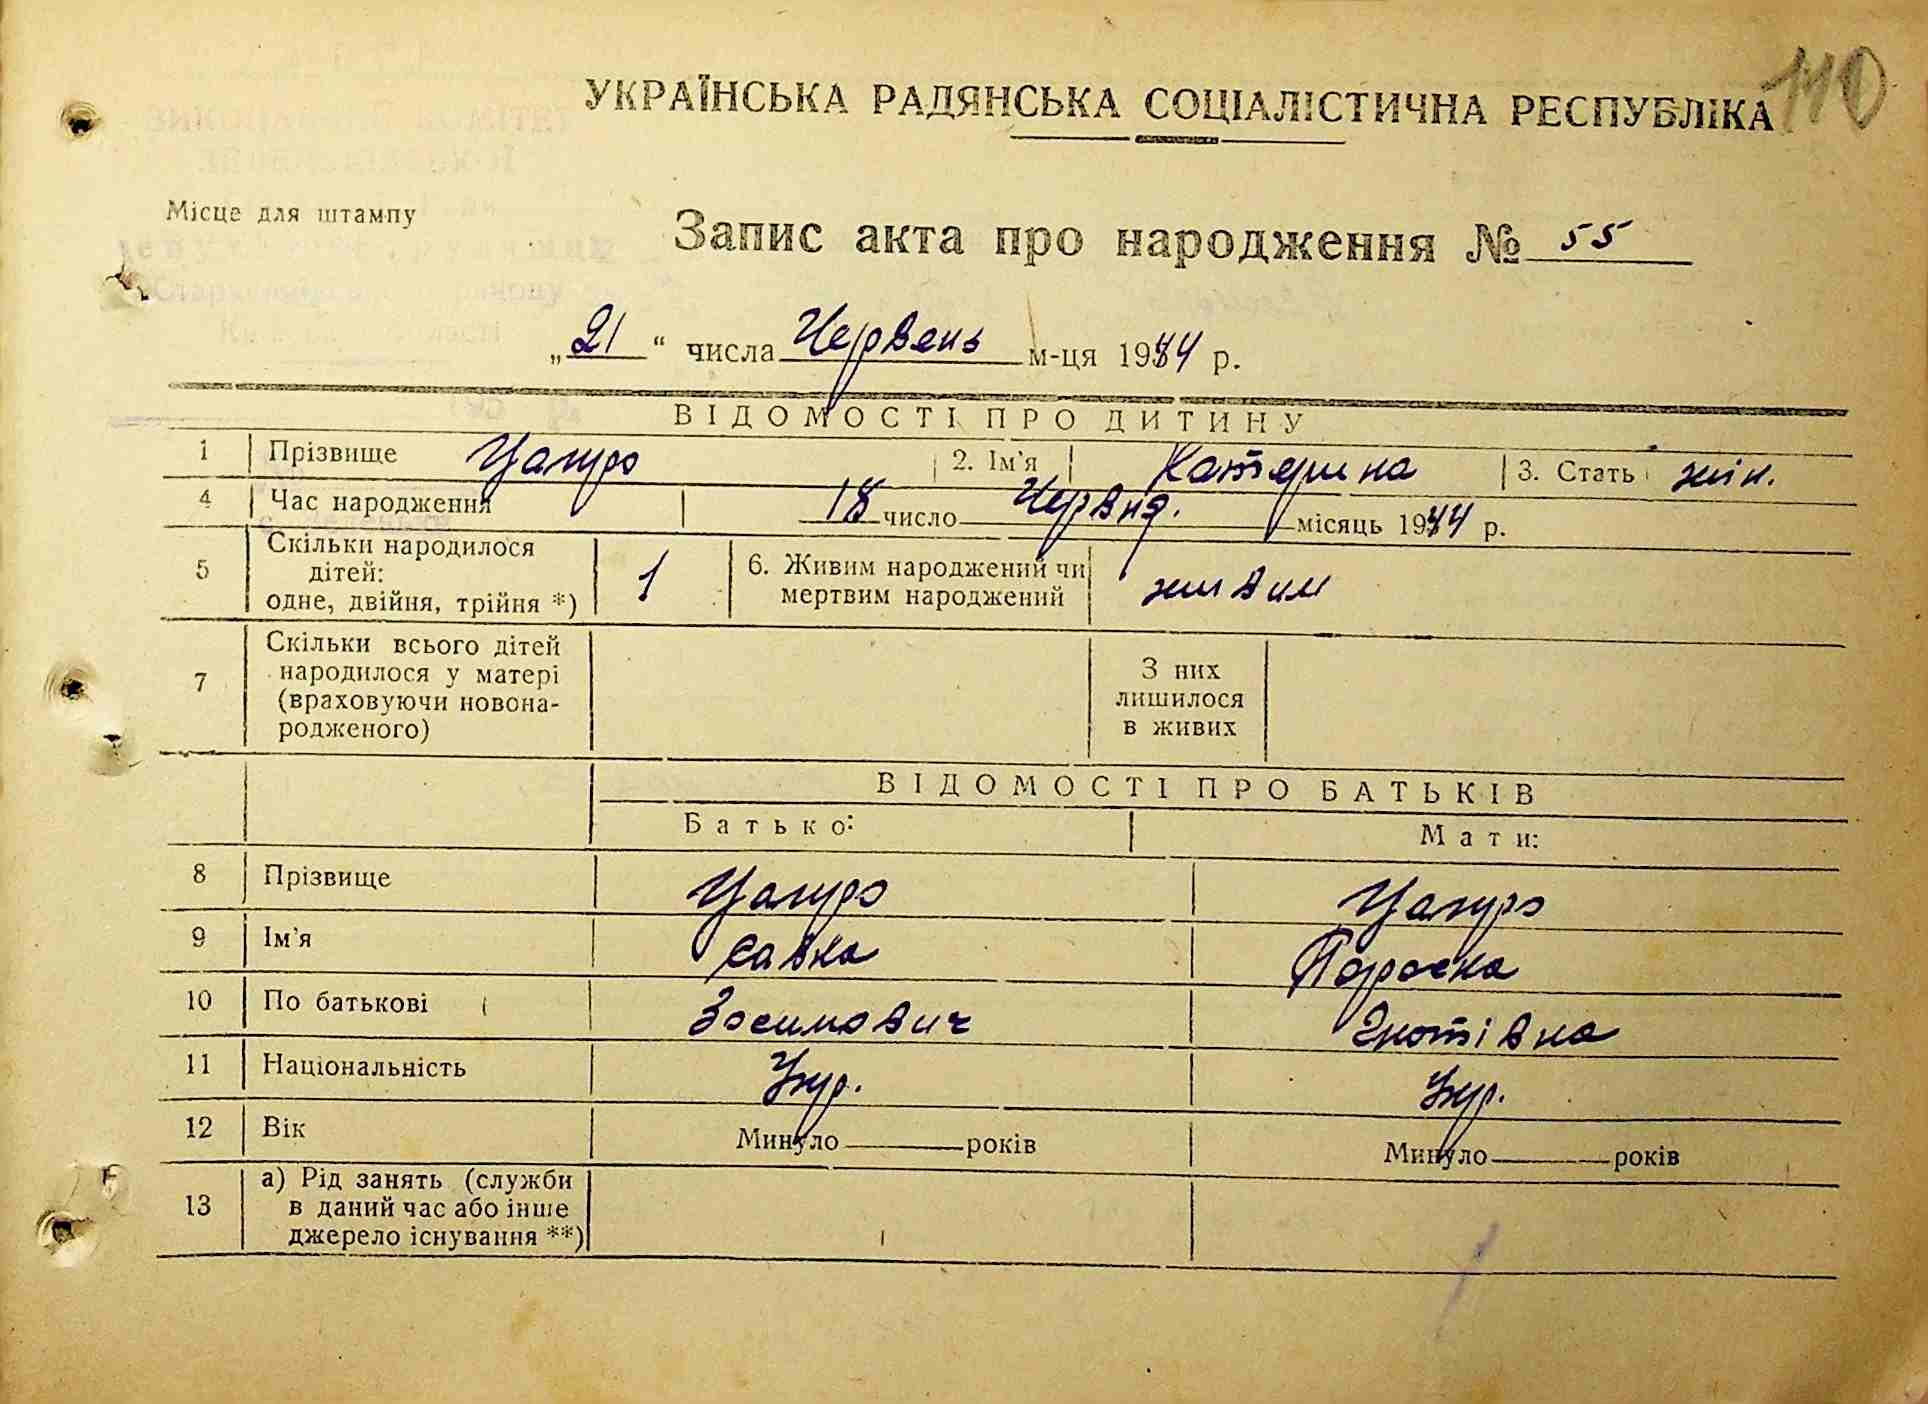 110
УКРАЇНСЬКА РАДЯНСЬКА СОЦІАЛІСТИЧНА РЕСПУБЛІКА
Місце для штампу
Запис акта про народження № 55
„21“ числа Червень м-ця 1944 р.
ВІДОМОСТІ ПРО ДИТИНУ
1 Прізвище Цапуро 2. Ім'я Катерина 3. Стать жін.
4 Час народження 18 число Червня. місяць 1944 р.
5 Скільки народилося дітей: одне, двійня, трійня *) 1 6. Живим народжений чи мертвим народжений живим
7 Скільки всього дітей народилося у матері (враховуючи новонародженого) З них лишилося в живих
ВІДОМОСТІ ПРО БАТЬКІВ
Батько: Мати:
8 Прізвище Цапуро Цапуро
9 Ім'я Савка Параска
10 По батькові Зосимович Гнатівна
11 Національність Укр. Укр.
12 Вік Минуло років Минуло років
13 а) Рід занять (служби в даний час або інше джерело існування **)